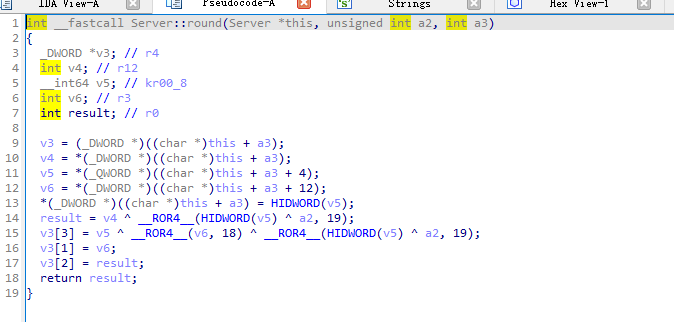 IDA View-A Pseudocode-A Strings Hex View-1
1 int __fastcall Server::round(Server *this, unsigned int a2, int a3)
2 {
3 _DWORD *v3; // r4
4 int v4; // r12
5 __int64 v5; // kr00_8
6 int v6; // r3
7 int result; // r0
8
9 v3 = (_DWORD *)((char *)this + a3);
10 v4 = *(_DWORD *)((char *)this + a3);
11 v5 = *(_QWORD *)((char *)this + a3 + 4);
12 v6 = *(_DWORD *)((char *)this + a3 + 12);
13 *(_DWORD *)((char *)this + a3) = HIDWORD(v5);
14 result = v4 ^ __ROR4__(HIDWORD(v5) ^ a2, 19);
15 v3[3] = v5 ^ __ROR4__(v6, 18) ^ __ROR4__(HIDWORD(v5) ^ a2, 19);
16 v3[1] = v6;
17 v3[2] = result;
18 return result;
19 }